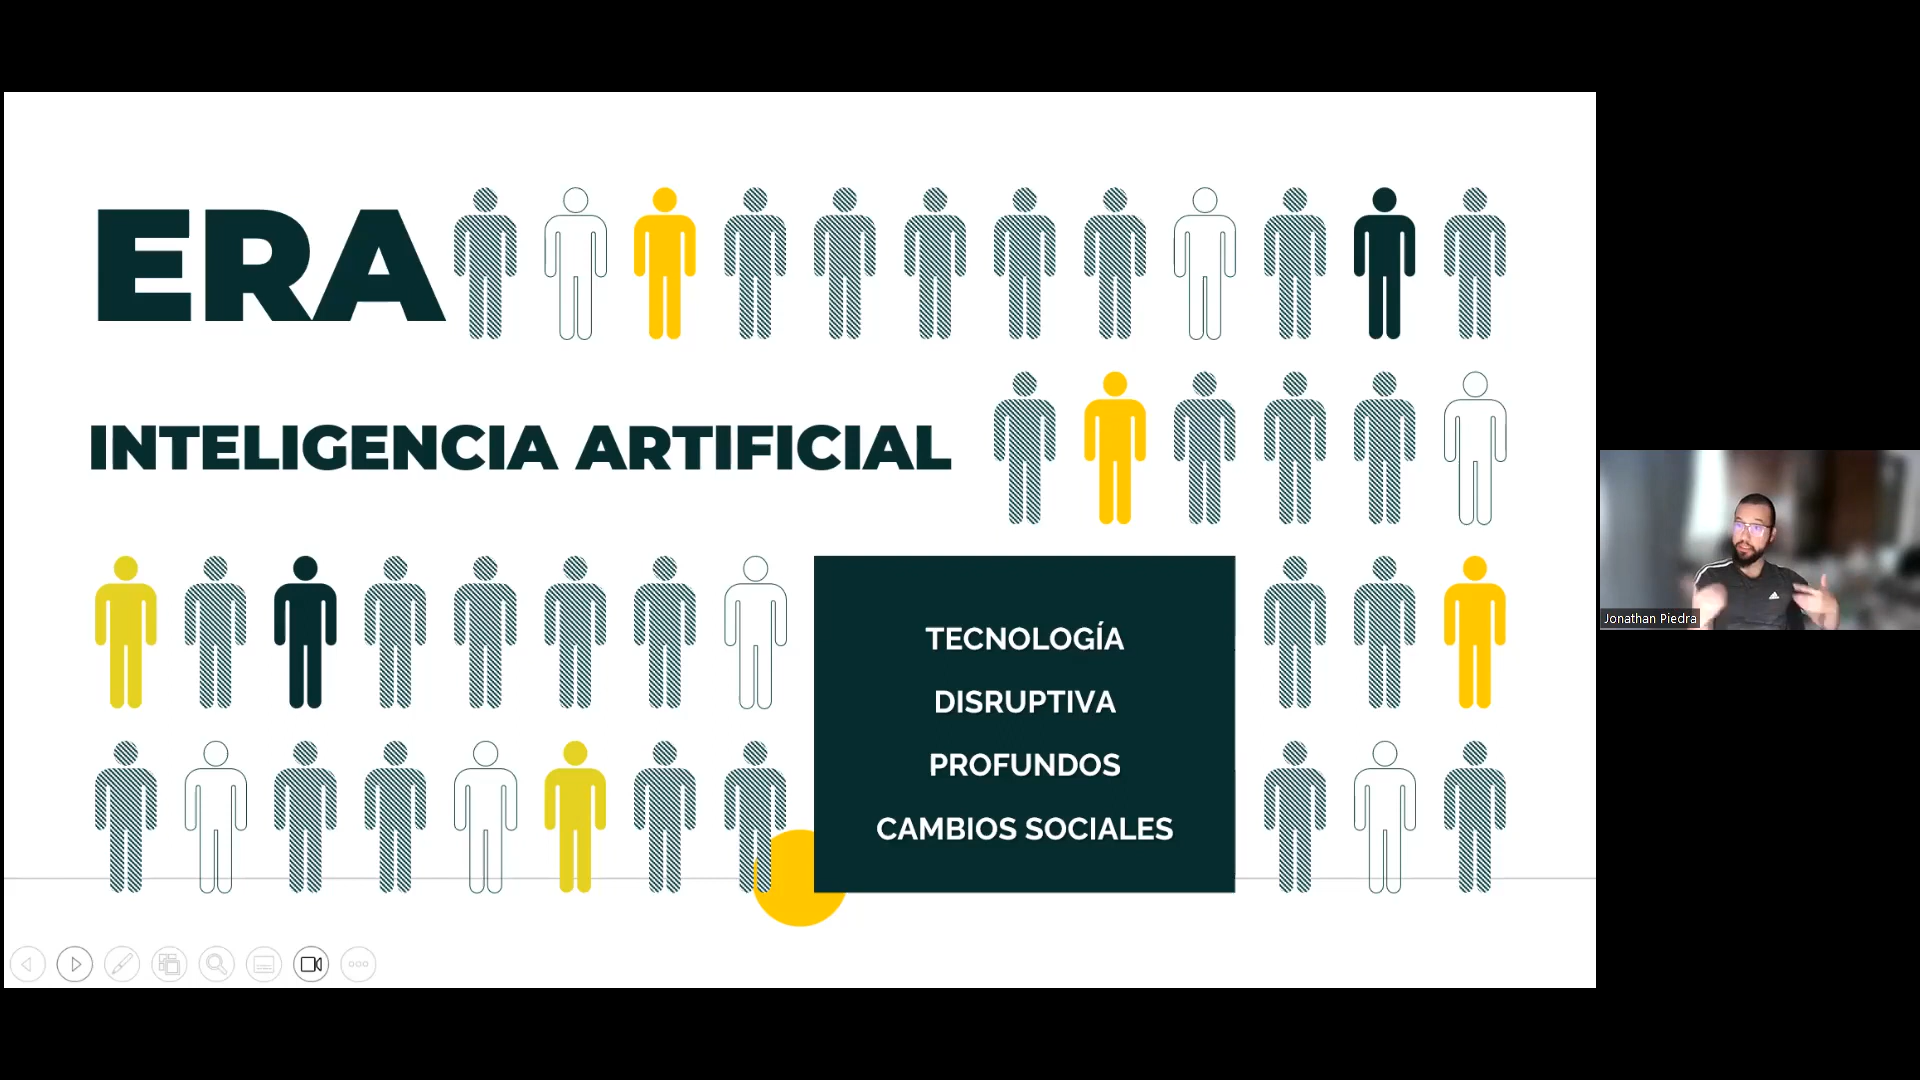 ERA
INTELIGENCIA ARTIFICIAL
TECNOLOGÍA
DISRUPTIVA
PROFUNDOS
CAMBIOS SOCIALES
Jonathan Piedra